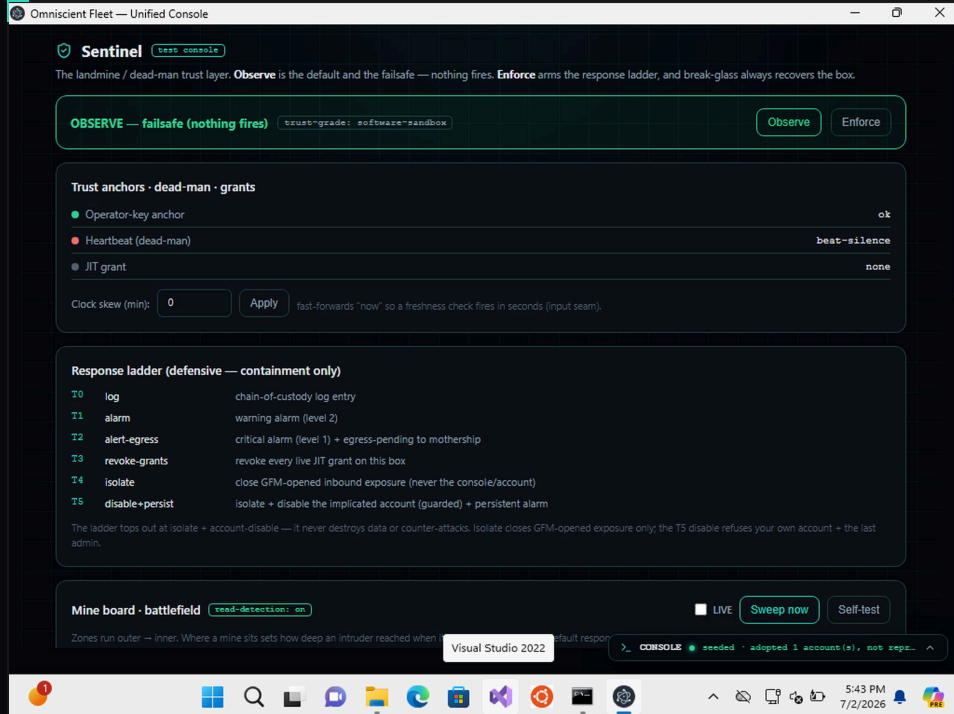 Omniscient Fleet — Unified Console
Sentinel test console
The landmine / dead-man trust layer. Observe is the default and the failsafe — nothing fires. Enforce arms the response ladder, and break-glass always recovers the box.
OBSERVE — failsafe (nothing fires) trust-grade: software-sandbox Observe Enforce
Trust anchors · dead-man · grants
Operator-key anchor ok
Heartbeat (dead-man) beat-silence
JIT grant none
Clock skew (min): 0 Apply fast-forwards "now" so a freshness check fires in seconds (input seam).
Response ladder (defensive — containment only)
T0 log chain-of-custody log entry
T1 alarm warning alarm (level 2)
T2 alert-egress critical alarm (level 1) + egress-pending to mothership
T3 revoke-grants revoke every live JIT grant on this box
T4 isolate close GFM-opened inbound exposure (never the console/account)
T5 disable+persist isolate + disable the implicated account (guarded) + persistent alarm
The ladder tops out at isolate + account-disable — it never destroys data or counter-attacks. Isolate closes GFM-opened exposure only; the T5 disable refuses your own account + the last
admin.
Mine board · battlefield read-detection: on LIVE Sweep now Self-test
Zones run outer → inner. Where a mine sits sets how deep an intruder reached when it
Visual Studio 2022
>_ CONSOLE seeded · adopted 1 account(s), not repr…
1
5:43 PM
7/2/2026
PRE